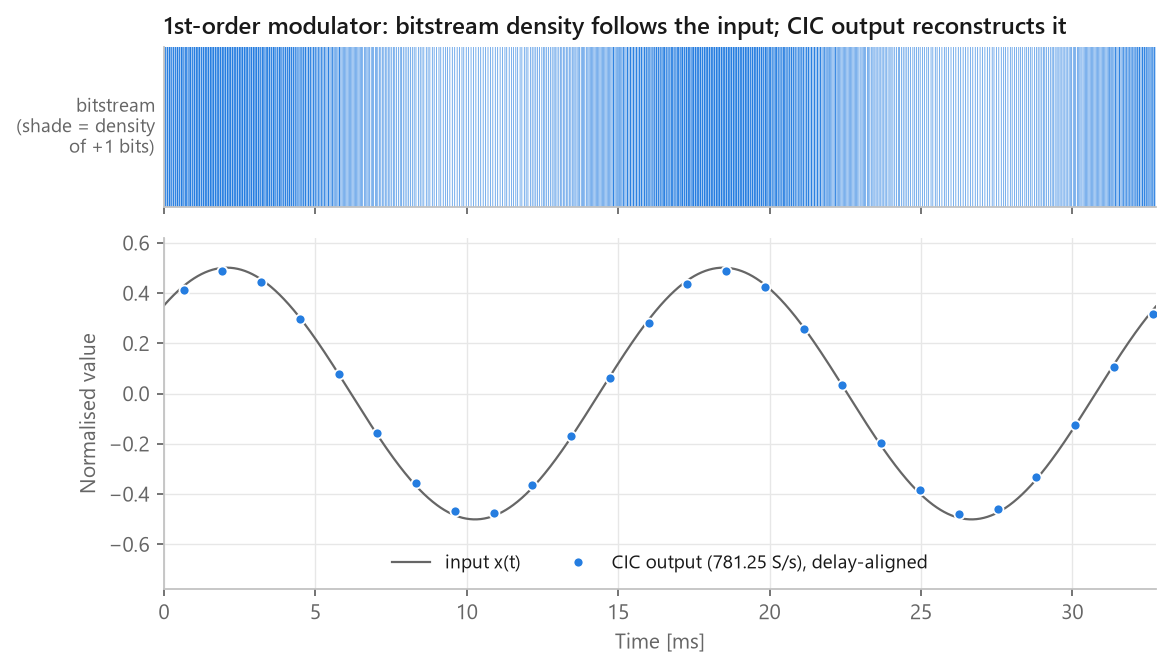 1st-order modulator: bitstream density follows the input; CIC output reconstructs it
bitstream
(shade = density
of +1 bits)
0.6
0.4
0.2
0.0
−0.2
−0.4
−0.6
Normalised value
input x(t)
CIC output (781.25 S/s), delay-aligned
0 5 10 15 20 25 30
Time [ms]